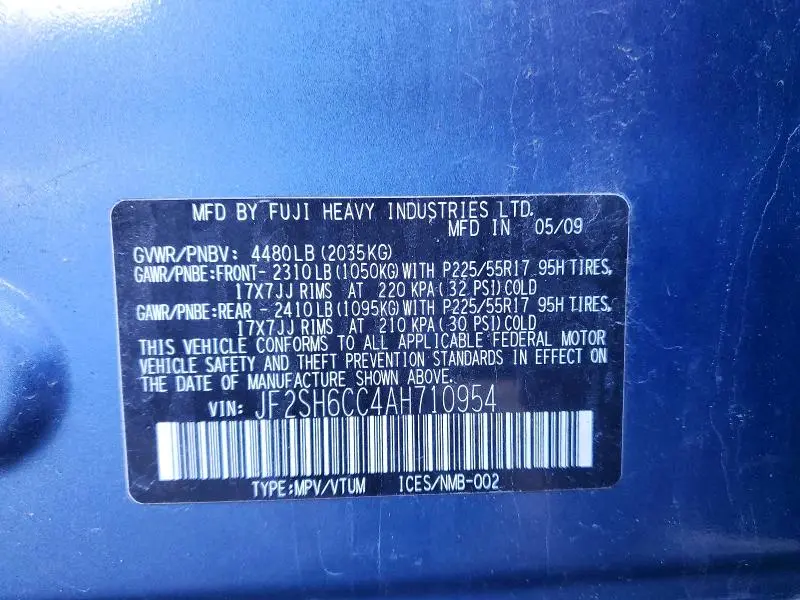 MFD BY FUJI HEAVY INDUSTRIES LTD.
MFD IN 05/09
GVWR/PNBV: 4480LB(2035KG)
GAWR/PNBE:FRONT- 2310LB(1050KG)WITH P225/55R17 95H TIRES,
17X7JJ RIMS AT 220 KPA(32 PSI)COLD
GAWR/PNBE:REAR - 2410LB(1095KG)WITH P225/55R17 95H TIRES,
17X7JJ RIMS AT 210 KPA(30 PSI)COLD
THIS VEHICLE CONFORMS TO ALL APPLICABLE FEDERAL MOTOR
VEHICLE SAFETY AND THEFT PREVENTION STANDARDS IN EFFECT ON
THE DATE OF MANUFACTURE SHOWN ABOVE.
VIN: JF2SH6CC4AH710954
TYPE:MPV/VTUM ICES/NMB-002